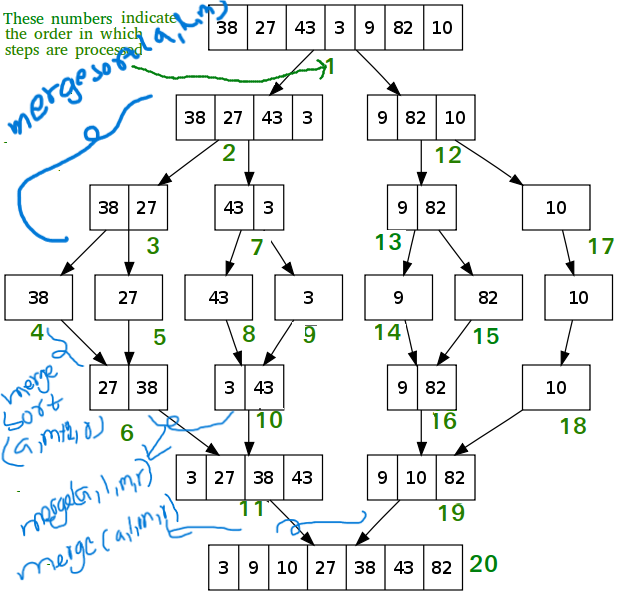 These numbers indicate
the order in which
steps are processed
38 27 43 3 9 82 10
1
mergesort(a,l,m)
38 27 43 3
9 82 10
2
12
38 27
43 3
9 82
10
3
7
13
17
38
27
43
3
9
82
10
4
5
8
9
14
15
merge
sort
(a,m+1,r)
27 38
3 43
9 82
10
6
10
16
18
3 27 38 43
9 10 82
merge(a,l,m,r)
11
19
merge(a,l,m,r)
3 9 10 27 38 43 82
20